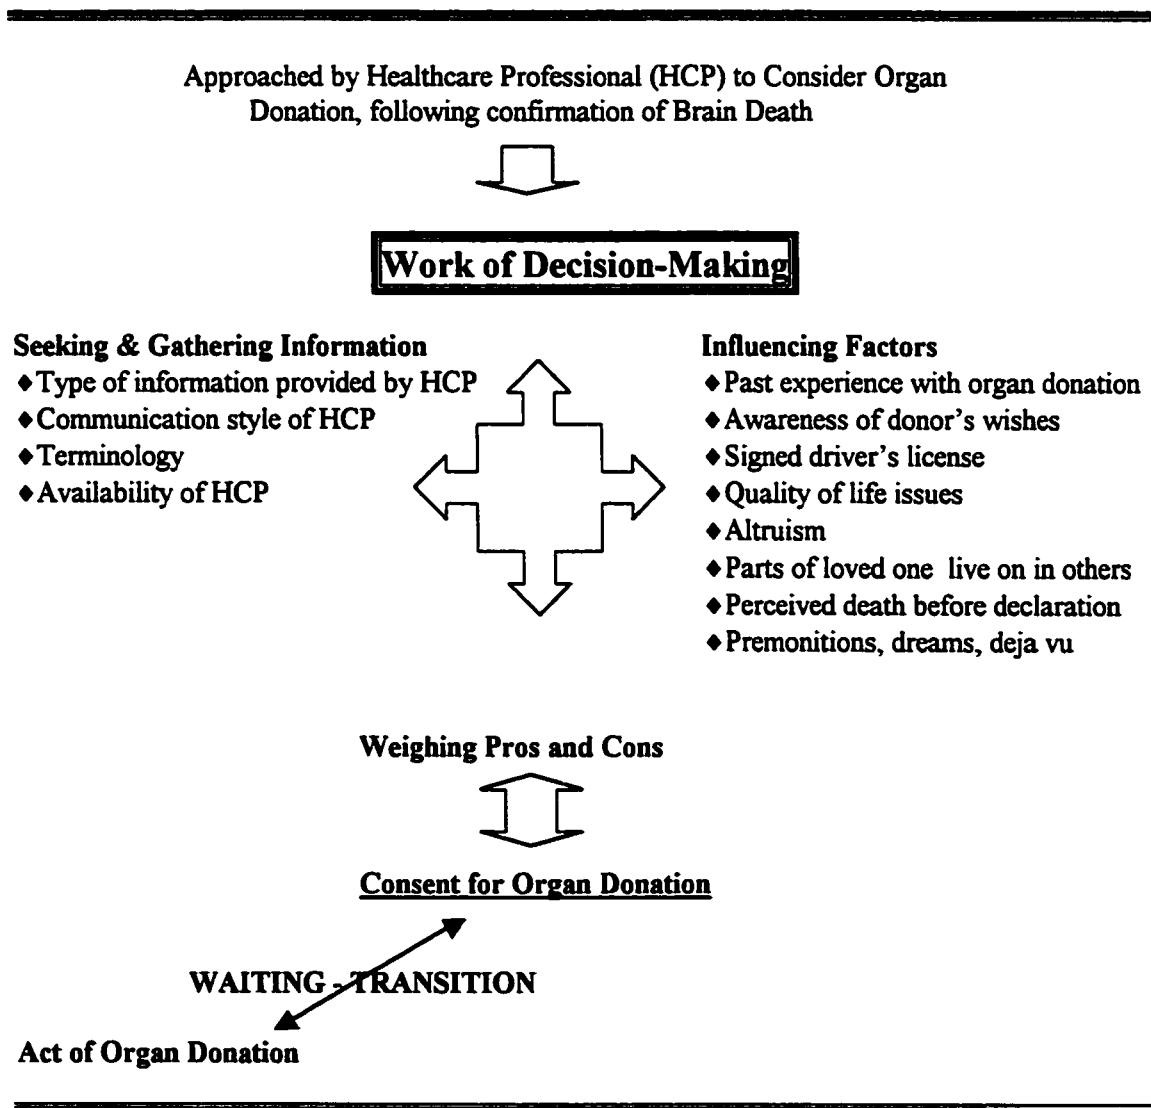 Approached by Healthcare Professional (HCP) to Consider Organ
Donation, following confirmation of Brain Death
Work of Decision-Making
Seeking & Gathering Information
♦Type of information provided by HCP
♦Communication style of HCP
♦Terminology
♦Availability of HCP
Influencing Factors
♦Past experience with organ donation
♦Awareness of donor's wishes
♦Signed driver's license
♦Quality of life issues
♦Altruism
♦Parts of loved one live on in others
♦Perceived death before declaration
♦Premonitions, dreams, deja vu
Weighing Pros and Cons
Consent for Organ Donation
WAITING - TRANSITION
Act of Organ Donation